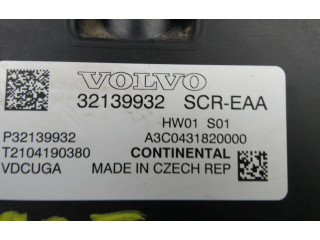 VOLVO
32139932 SCR-EAA
HW01 S01
P32139932 A3C0431820000
T2104190380 CONTINENTAL
VDCUGA MADE IN CZECH REP